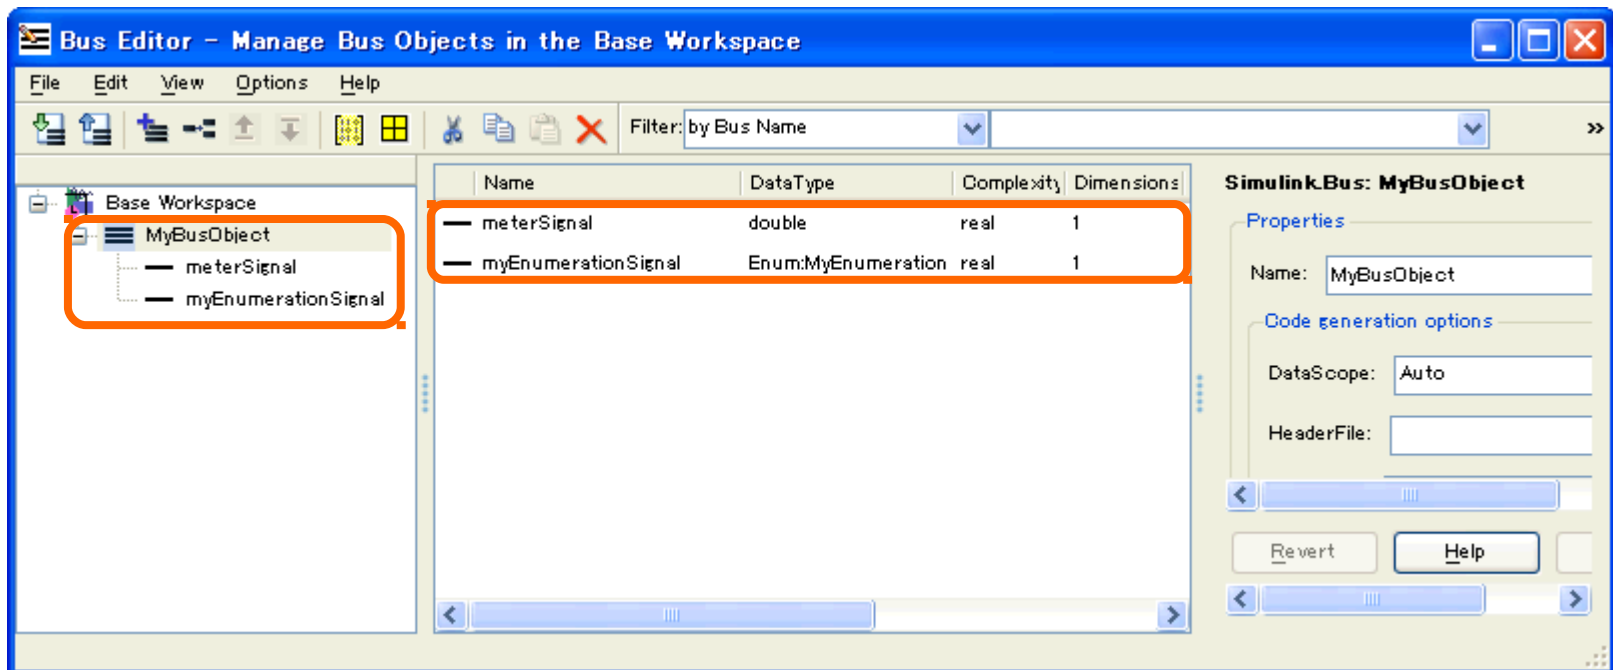 Bus Editor - Manage Bus Objects in the Base Workspace
File Edit View Options Help
Filter: by Bus Name
»
Base Workspace
MyBusObject
meterSignal
myEnumerationSignal
Name DataType Complexity Dimensions
meterSignal double real 1
myEnumerationSignal Enum:MyEnumeration real 1
Simulink.Bus: MyBusObject
Properties
Name: MyBusObject
Code generation options
DataScope: Auto
HeaderFile:
Revert Help